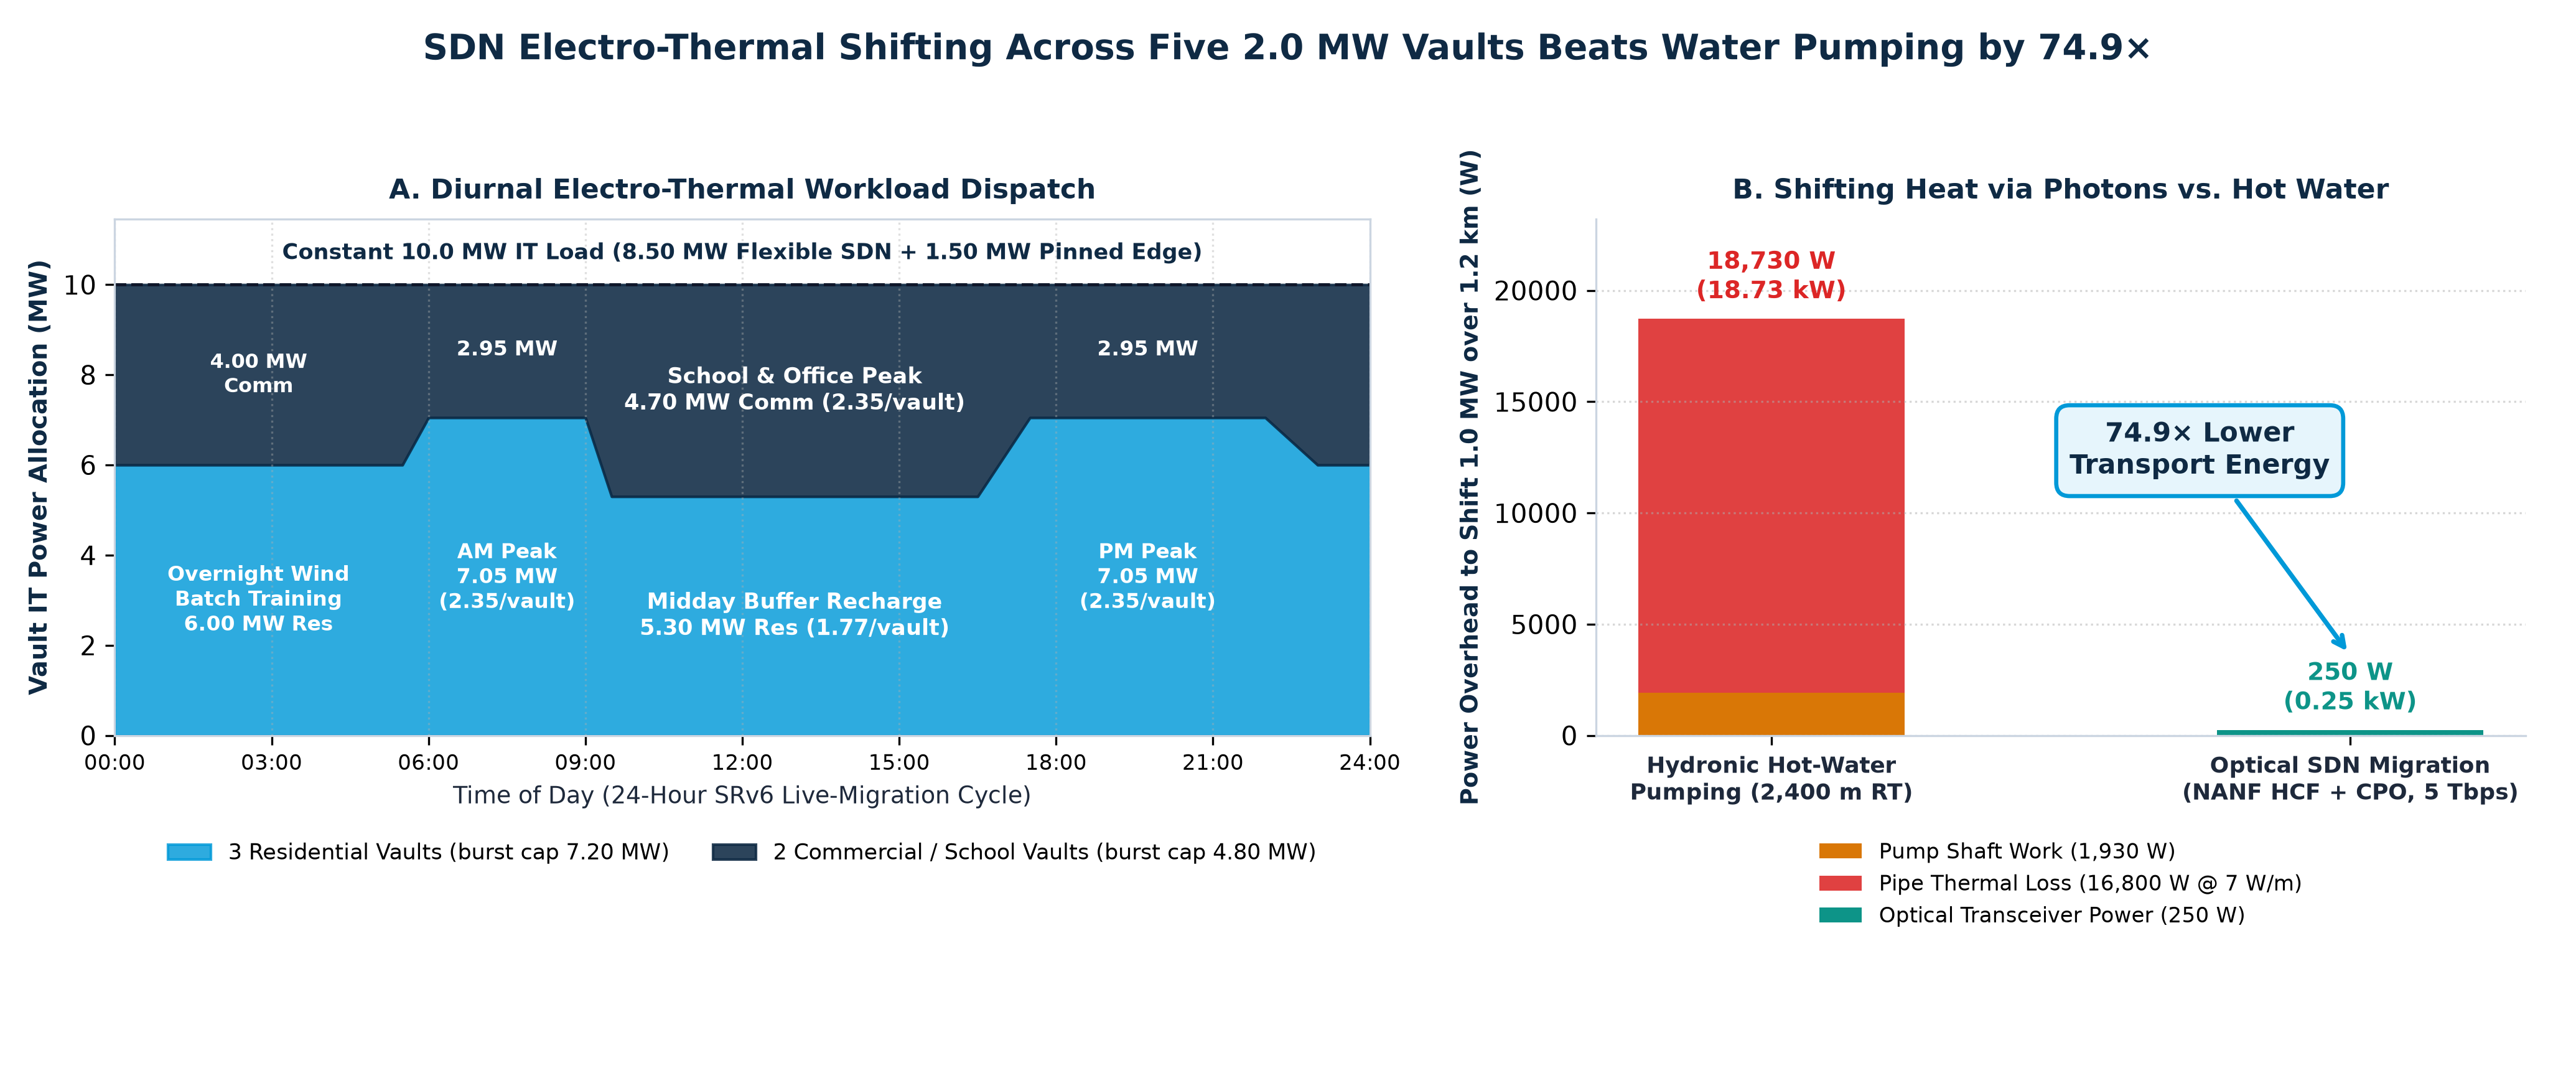 SDN Electro-Thermal Shifting Across Five 2.0 MW Vaults Beats Water Pumping by 74.9×
A. Diurnal Electro-Thermal Workload Dispatch
Vault IT Power Allocation (MW)
10
8
6
4
2
0
Constant 10.0 MW IT Load (8.50 MW Flexible SDN + 1.50 MW Pinned Edge)
4.00 MW
Comm
2.95 MW
School & Office Peak
4.70 MW Comm (2.35/vault)
2.95 MW
Overnight Wind
Batch Training
6.00 MW Res
AM Peak
7.05 MW
(2.35/vault)
Midday Buffer Recharge
5.30 MW Res (1.77/vault)
PM Peak
7.05 MW
(2.35/vault)
00:00 03:00 06:00 09:00 12:00 15:00 18:00 21:00 24:00
Time of Day (24-Hour SRv6 Live-Migration Cycle)
3 Residential Vaults (burst cap 7.20 MW)
2 Commercial / School Vaults (burst cap 4.80 MW)
B. Shifting Heat via Photons vs. Hot Water
Power Overhead to Shift 1.0 MW over 1.2 km (W)
20000
15000
10000
5000
0
18,730 W
(18.73 kW)
74.9× Lower
Transport Energy
250 W
(0.25 kW)
Hydronic Hot-Water
Pumping (2,400 m RT)
Optical SDN Migration
(NANF HCF + CPO, 5 Tbps)
Pump Shaft Work (1,930 W)
Pipe Thermal Loss (16,800 W @ 7 W/m)
Optical Transceiver Power (250 W)